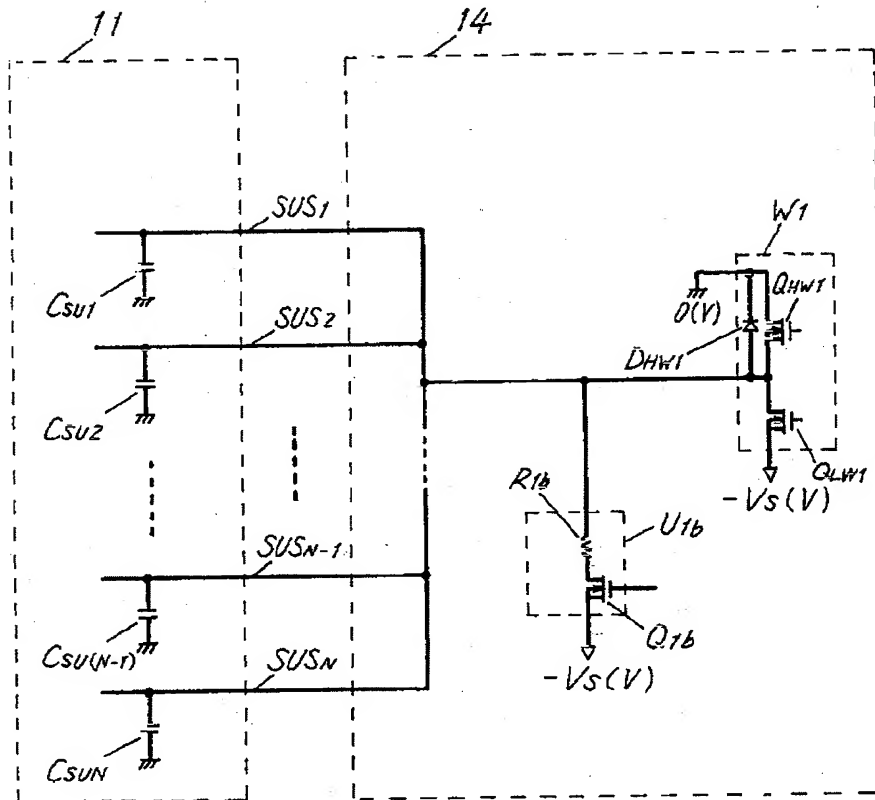 11
14
SUS1
W1
CSU1
0(V)
QHW1
SUS2
DHW1
CSU2
QLW1
R1b
-Vs(V)
U1b
SUSN-1
CSU(N-1)
Q1b
SUSN
-Vs(V)
CSUN